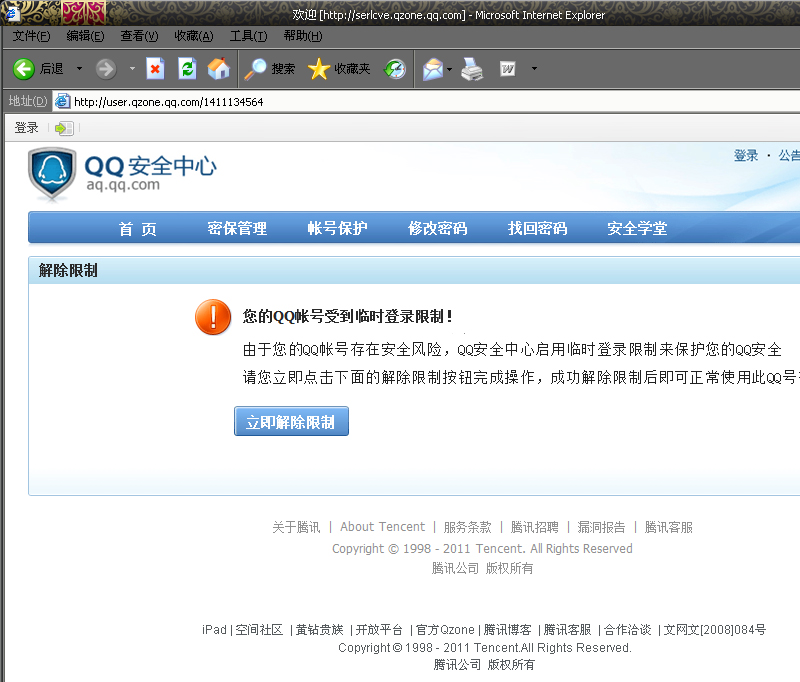 欢迎 [http://serlcve.qzone.qq.com] - Microsoft Internet Explorer
文件(F) 编辑(E) 查看(V) 收藏(A) 工具(T) 帮助(H)
后退 搜索 收藏夹 W
地址(D) http://user.qzone.qq.com/1411134564
登录
QQ安全中心 登录 · 公告
aq.qq.com
首 页 密保管理 帐号保护 修改密码 找回密码 安全学堂
解除限制
您的QQ帐号受到临时登录限制！
由于您的QQ帐号存在安全风险，QQ安全中心启用临时登录限制来保护您的QQ安全
请您立即点击下面的解除限制按钮完成操作，成功解除限制后即可正常使用此QQ号
立即解除限制
关于腾讯 | About Tencent | 服务条款 | 腾讯招聘 | 漏洞报告 | 腾讯客服
Copyright © 1998 - 2011 Tencent. All Rights Reserved
腾讯公司 版权所有
iPad | 空间社区 | 黄钻贵族 | 开放平台 | 官方Qzone | 腾讯博客 | 腾讯客服 | 合作洽谈 | 文网文[2008]084号
Copyright © 1998 - 2011 Tencent.All Rights Reserved.
腾讯公司 版权所有